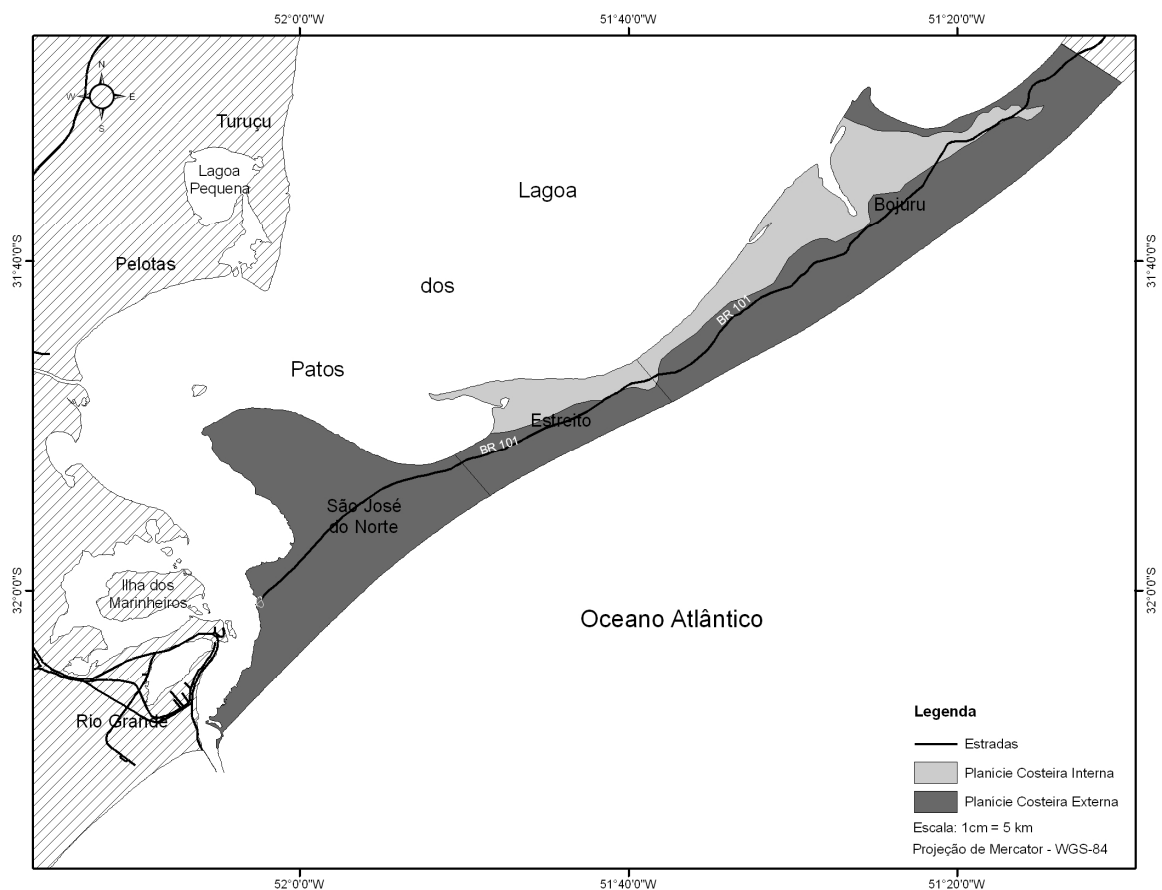 52°0'0"W
51°40'0"W
51°20'0"W
N
W
E
S
Turuçu
Lagoa
Pequena
Lagoa
Bojuru
31°40'0"S
31°40'0"S
Pelotas
dos
BR 101
Patos
Estreito
BR 101
São José
do Norte
Ilha dos
Marinheiros
32°0'0"S
32°0'0"S
Oceano Atlântico
Rio Grande
Legenda
Estradas
Planicie Costeira Interna
Planicie Costeira Externa
Escala: 1cm = 5 km
Projeção de Mercator - WGS-84
52°0'0"W
51°40'0"W
51°20'0"W